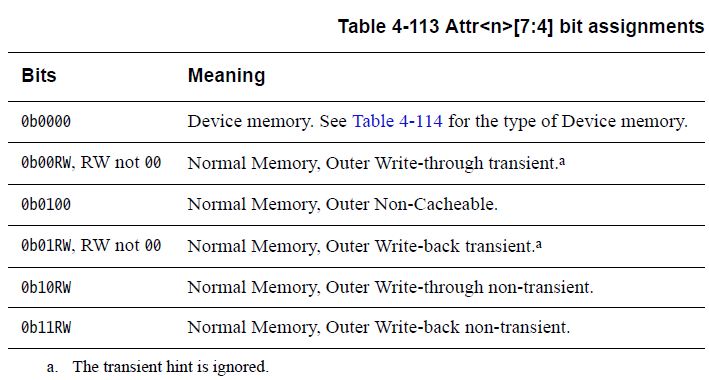 Table 4-113 Attr<n>[7:4] bit assignments
Bits Meaning
0b0000 Device memory. See Table 4-114 for the type of Device memory.
0b00RW, RW not 00 Normal Memory, Outer Write-through transient.a
0b0100 Normal Memory, Outer Non-Cacheable.
0b01RW, RW not 00 Normal Memory, Outer Write-back transient.a
0b10RW Normal Memory, Outer Write-through non-transient.
0b11RW Normal Memory, Outer Write-back non-transient.
a. The transient hint is ignored.